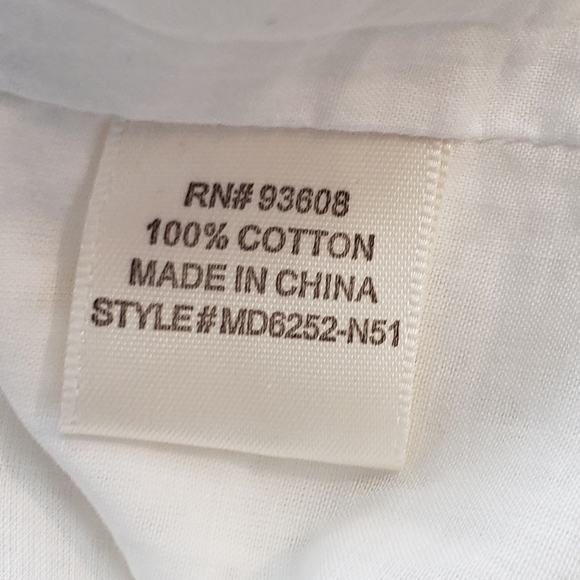 RN# 93608
100% COTTON
MADE IN CHINA
STYLE#MD6252-N51